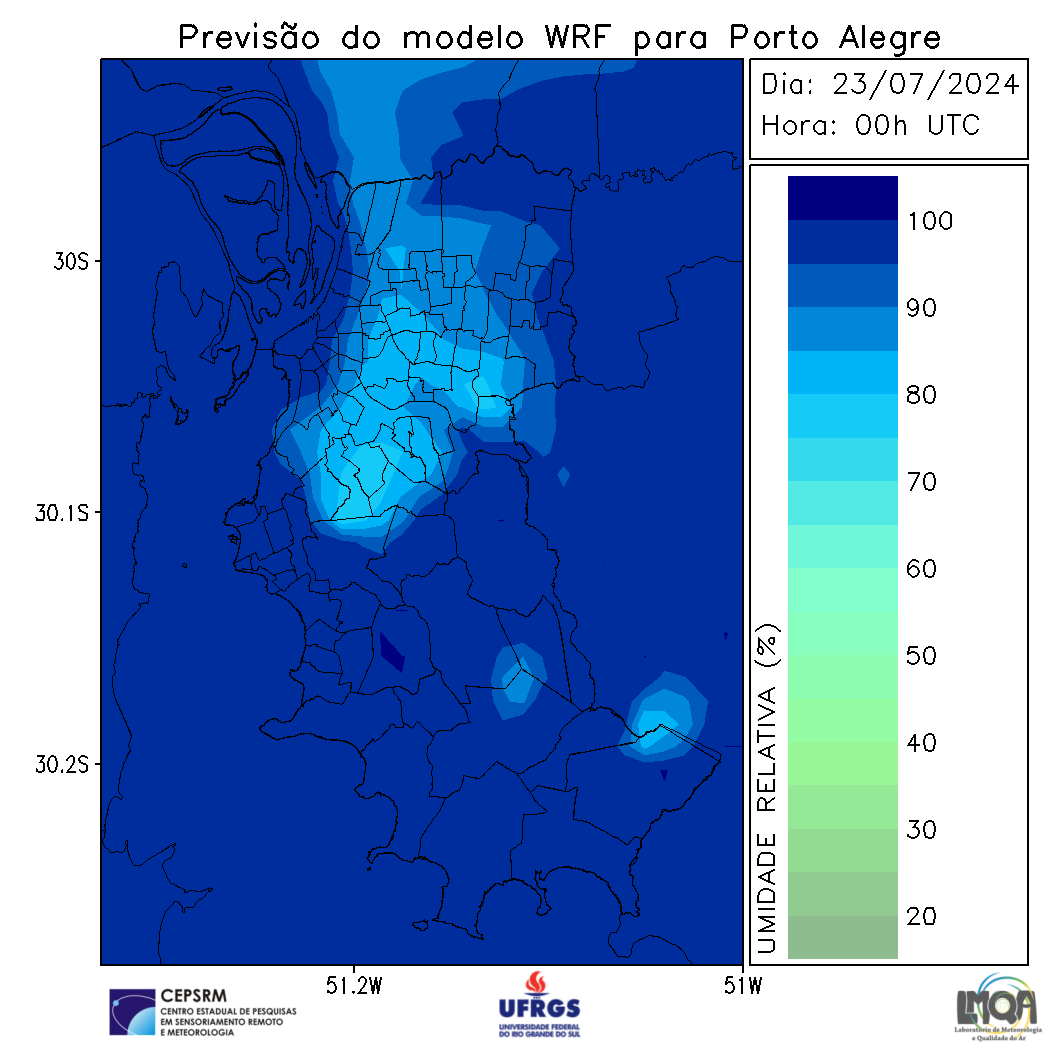 Previsão do modelo WRF para Porto Alegre
Dia: 23/07/2024
Hora: 00h UTC
100
90
80
70
60
50
40
30
20
UMIDADE RELATIVA (%)
30S
30.1S
30.2S
51.2W
51W
CEPSRM
CENTRO ESTADUAL DE PESQUISAS
EM SENSORIAMENTO REMOTO
E METEOROLOGIA
UFRGS
UNIVERSIDADE FEDERAL
DO RIO GRANDE DO SUL
LMQA
Laboratório de Meteorologia
e Qualidade do Ar